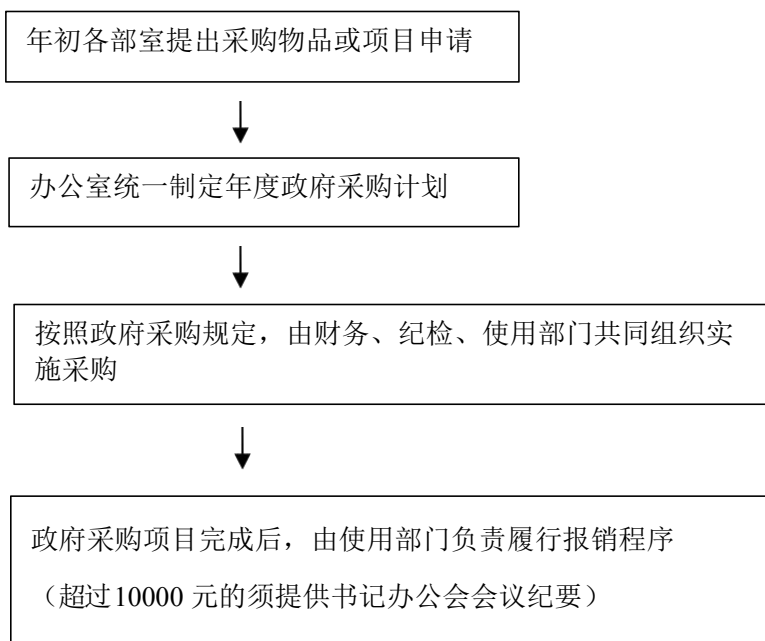 年初各部室提出采购物品或项目申请
办公室统一制定年度政府采购计划
按照政府采购规定，由财务、纪检、使用部门共同组织实
施采购
政府采购项目完成后，由使用部门负责履行报销程序
（超过10000 元的须提供书记办公会会议纪要）